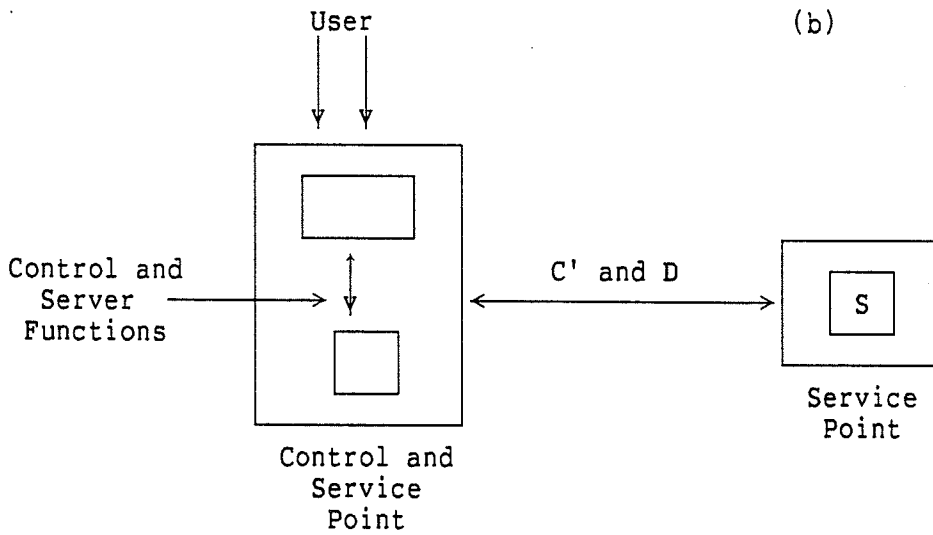 User
(b)
Control and
Server
Functions
C' and D
S
Service
Point
Control and
Service
Point